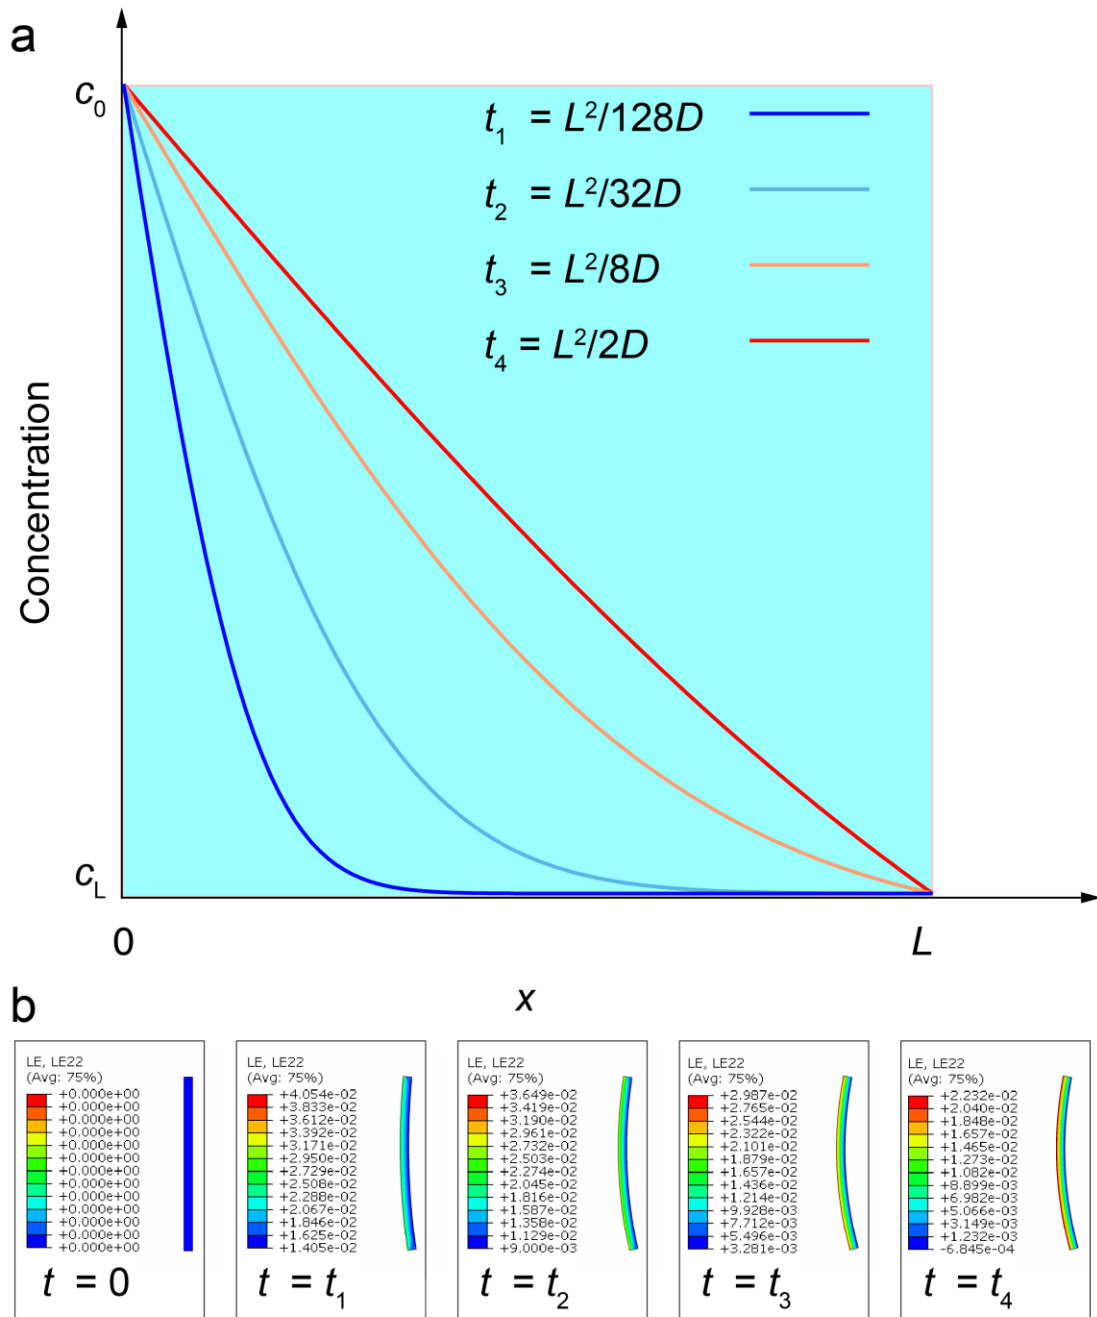 a
c₀
t₁ = L²/128D
t₂ = L²/32D
t₃ = L²/8D
t₄ = L²/2D
Concentration
c_L
0
L
x
b
LE, LE22
(Avg: 75%)
+0.000e+00
+0.000e+00
+0.000e+00
+0.000e+00
+0.000e+00
+0.000e+00
+0.000e+00
+0.000e+00
+0.000e+00
+0.000e+00
+0.000e+00
+0.000e+00
+0.000e+00
t = 0
LE, LE22
(Avg: 75%)
+4.054e-02
+3.833e-02
+3.612e-02
+3.392e-02
+3.171e-02
+2.950e-02
+2.729e-02
+2.508e-02
+2.288e-02
+2.067e-02
+1.846e-02
+1.625e-02
+1.405e-02
t = t₁
LE, LE22
(Avg: 75%)
+3.649e-02
+3.419e-02
+3.190e-02
+2.961e-02
+2.732e-02
+2.503e-02
+2.274e-02
+2.045e-02
+1.816e-02
+1.587e-02
+1.358e-02
+1.129e-02
+9.000e-03
t = t₂
LE, LE22
(Avg: 75%)
+2.987e-02
+2.765e-02
+2.544e-02
+2.322e-02
+2.101e-02
+1.879e-02
+1.657e-02
+1.436e-02
+1.214e-02
+9.928e-03
+7.712e-03
+5.496e-03
+3.281e-03
t = t₃
LE, LE22
(Avg: 75%)
+2.232e-02
+2.040e-02
+1.848e-02
+1.657e-02
+1.465e-02
+1.273e-02
+1.082e-02
+8.899e-03
+6.982e-03
+5.066e-03
+3.149e-03
+1.232e-03
-6.845e-04
t = t₄